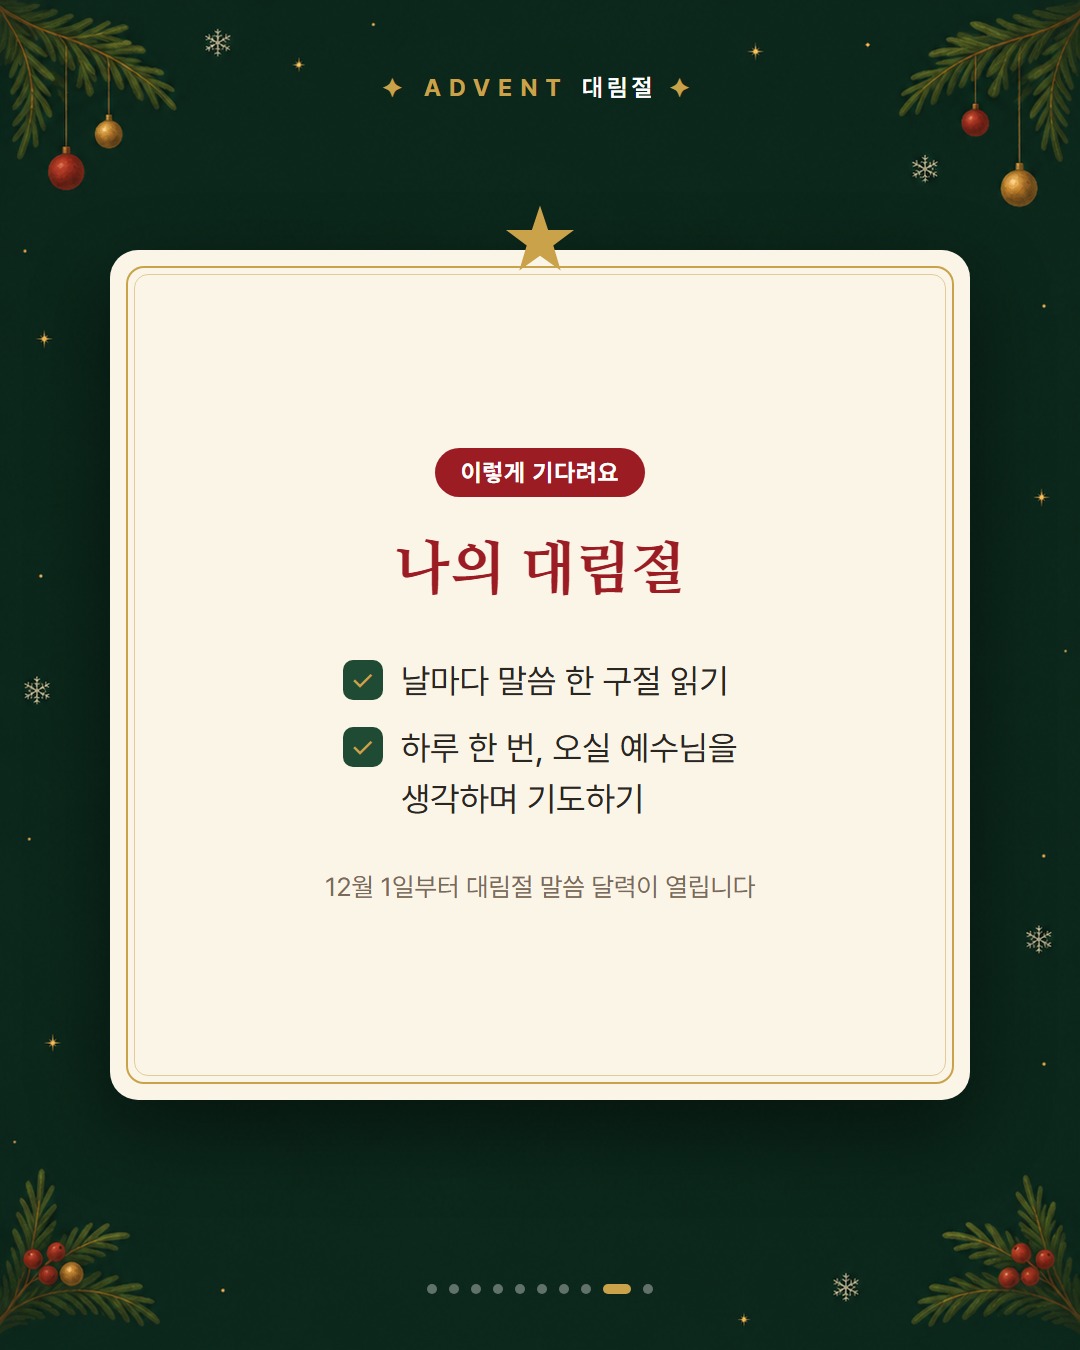 ADVENT 대림절
이렇게 기다려요
나의 대림절
날마다 말씀 한 구절 읽기
하루 한 번, 오실 예수님을
생각하며 기도하기
12월 1일부터 대림절 말씀 달력이 열립니다